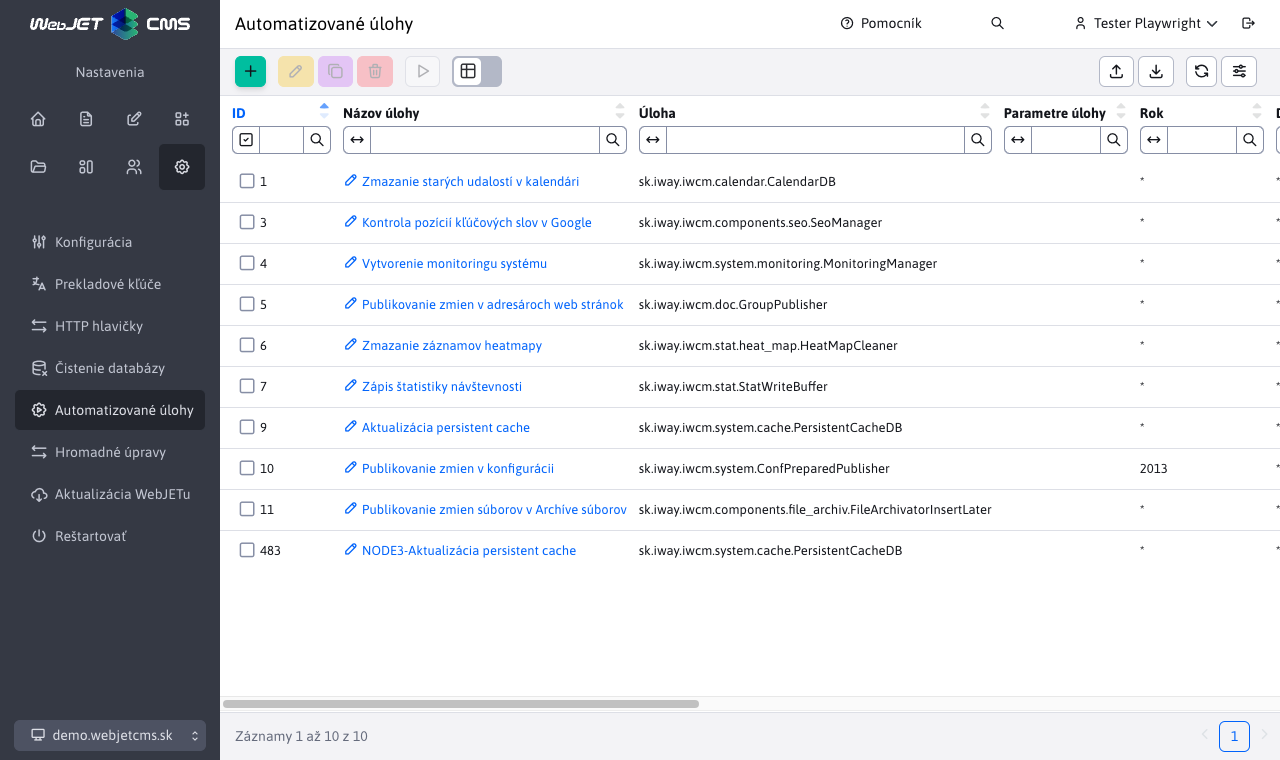 WebJET CMS
Nastavenia
Konfigurácia
Prekladové kľúče
HTTP hlavičky
Čistenie databázy
Automatizované úlohy
Hromadné úpravy
Aktualizácia WebJETu
Reštartovať
demo.webjetcms.sk
Automatizované úlohy
Pomocník
Tester Playwright
ID Názov úlohy Úloha Parametre úlohy Rok
1 Zmazanie starých udalostí v kalendári sk.iway.iwcm.calendar.CalendarDB * *
3 Kontrola pozícií kľúčových slov v Google sk.iway.iwcm.components.seo.SeoManager * *
4 Vytvorenie monitoringu systému sk.iway.iwcm.system.monitoring.MonitoringManager * *
5 Publikovanie zmien v adresároch web stránok sk.iway.iwcm.doc.GroupPublisher * *
6 Zmazanie záznamov heatmapy sk.iway.iwcm.stat.heat_map.HeatMapCleaner * *
7 Zápis štatistiky návštevnosti sk.iway.iwcm.stat.StatWriteBuffer * *
9 Aktualizácia persistent cache sk.iway.iwcm.system.cache.PersistentCacheDB * *
10 Publikovanie zmien v konfigurácii sk.iway.iwcm.system.ConfPreparedPublisher 2013 *
11 Publikovanie zmien súborov v Archíve súborov sk.iway.iwcm.components.file_archiv.FileArchivatorInsertLater * *
483 NODE3-Aktualizácia persistent cache sk.iway.iwcm.system.cache.PersistentCacheDB * *
Záznamy 1 až 10 z 10
1